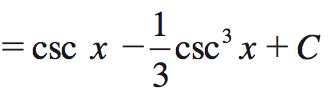 = csc x − 1/3 csc³ x + C